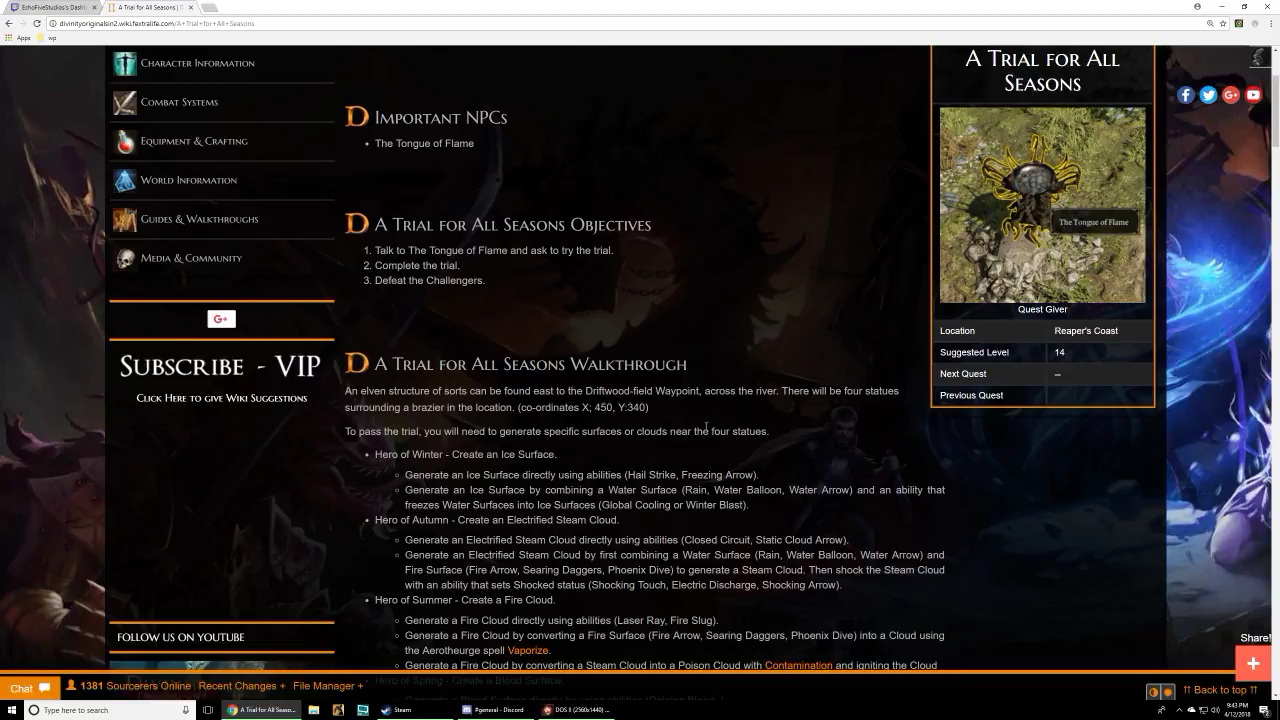 EchoFiveStudios's Dash
A Trial for All Seasons | D
divinityoriginalsin2.wiki.fextralife.com/A+Trial+for+All+Seasons
Apps
wp
Character Information
Combat Systems
Equipment & Crafting
World Information
Guides & Walkthroughs
Media & Community
G+
Subscribe - VIP
Click Here to give Wiki Suggestions
FOLLOW US ON YOUTUBE
Important NPCs
• The Tongue of Flame
A Trial for All Seasons Objectives
1. Talk to The Tongue of Flame and ask to try the trial.
2. Complete the trial.
3. Defeat the Challengers.
A Trial for All Seasons Walkthrough
An elven structure of sorts can be found east to the Driftwood-field Waypoint, across the river. There will be four statues
surrounding a brazier in the location. (co-ordinates X; 450, Y:340)
To pass the trial, you will need to generate specific surfaces or clouds near the four statues.
• Hero of Winter - Create an Ice Surface.
Generate an Ice Surface directly using abilities (Hail Strike, Freezing Arrow).
Generate an Ice Surface by combining a Water Surface (Rain, Water Balloon, Water Arrow) and an ability that
freezes Water Surfaces into Ice Surfaces (Global Cooling or Winter Blast).
• Hero of Autumn - Create an Electrified Steam Cloud.
Generate an Electrified Steam Cloud directly using abilities (Closed Circuit, Static Cloud Arrow).
Generate an Electrified Steam Cloud by first combining a Water Surface (Rain, Water Balloon, Water Arrow) and
Fire Surface (Fire Arrow, Searing Daggers, Phoenix Dive) to generate a Steam Cloud. Then shock the Steam Cloud
with an ability that sets Shocked status (Shocking Touch, Electric Discharge, Shocking Arrow).
• Hero of Summer - Create a Fire Cloud.
Generate a Fire Cloud directly using abilities (Laser Ray, Fire Slug).
Generate a Fire Cloud by converting a Fire Surface (Fire Arrow, Searing Daggers, Phoenix Dive) into a Cloud using
the Aerotheurge spell Vaporize.
Generate a Fire Cloud by converting a Steam Cloud into a Poison Cloud with Contamination and igniting the Cloud
Hero of Spring - Create a Blood Surface.
A Trial for All
Seasons
The Tongue of Flame
Quest Giver
Location Reaper's Coast
Suggested Level 14
Next Quest --
Previous Quest
Share!
Chat
1381 Sourcerers Online
Recent Changes +
File Manager +
!! Back to top !!
Type here to search
A Trial for All Seaso...
Steam
#general - Discord
DOS II (2560x1440) ...
9:43 PM
4/12/2018